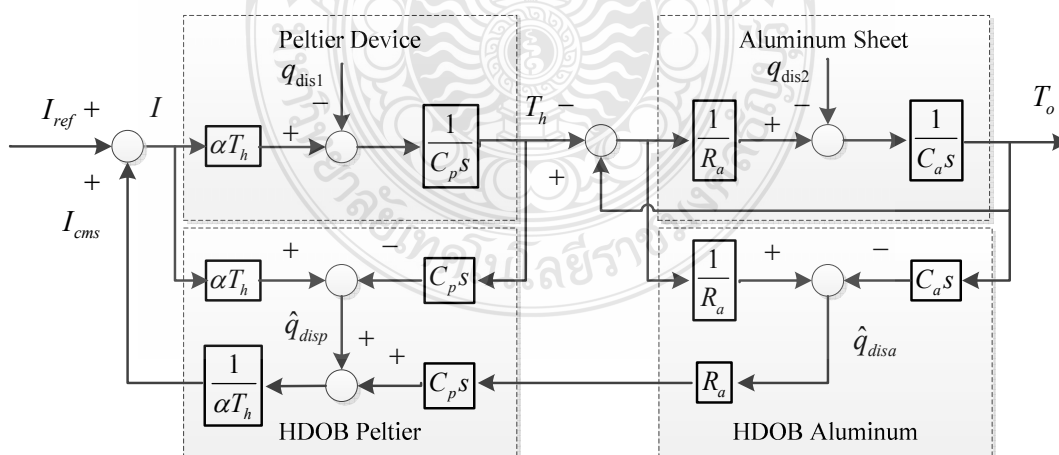 Peltier Device
Aluminum Sheet
q_dis1
q_dis2
I_ref + I
T_h −
T_o
αT_h + − 1/(C_p s)
1/R_a + − 1/(C_a s)
+
I_cms
+
αT_h + − C_p s
1/R_a + − C_a s
q̂_disp
q̂_disa
1/(αT_h) + + C_p s
R_a
HDOB Peltier
HDOB Aluminum